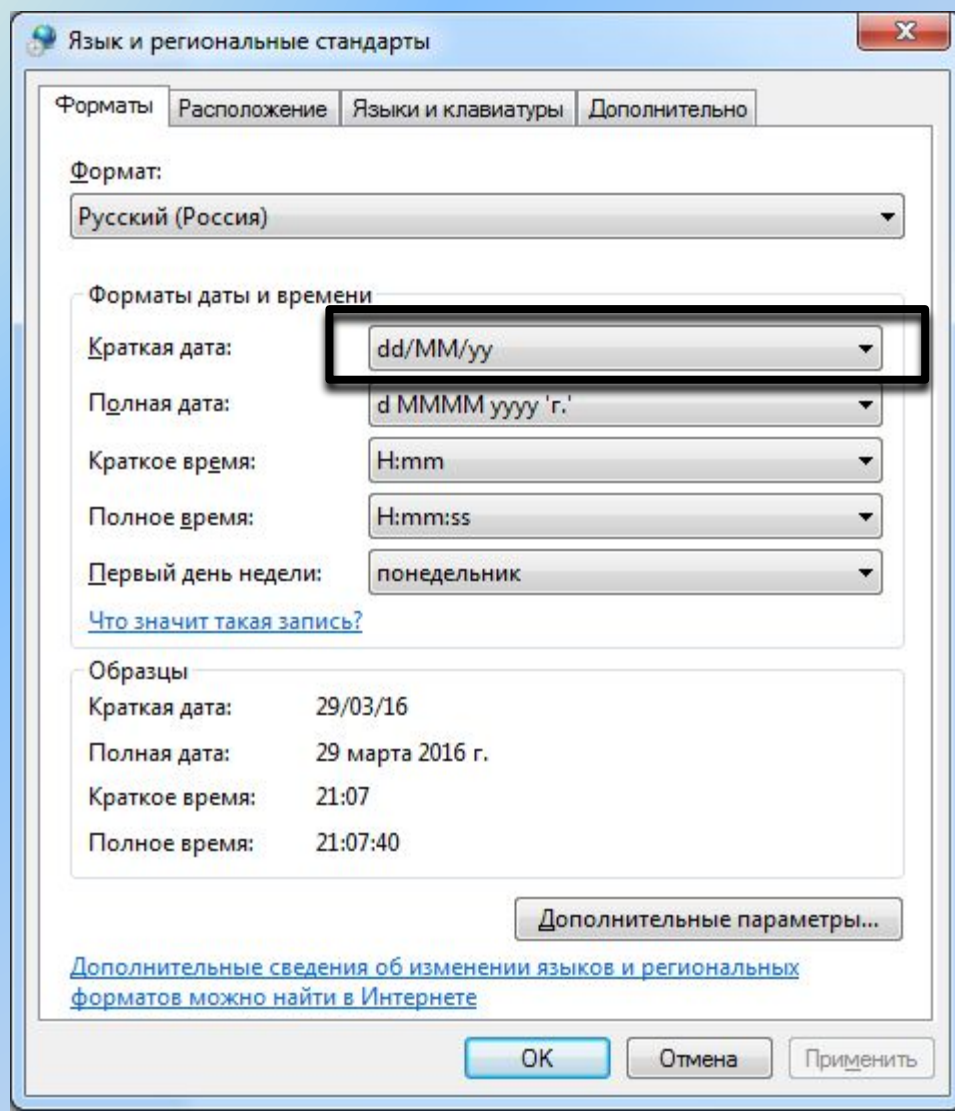 Язык и региональные стандарты
Форматы Расположение Языки и клавиатуры Дополнительно
Формат:
Русский (Россия)
Форматы даты и времени
Краткая дата: dd/MM/yy
Полная дата: d MMMM yyyy 'г.'
Краткое время: H:mm
Полное время: H:mm:ss
Первый день недели: понедельник
Что значит такая запись?
Образцы
Краткая дата: 29/03/16
Полная дата: 29 марта 2016 г.
Краткое время: 21:07
Полное время: 21:07:40
Дополнительные параметры...
Дополнительные сведения об изменении языков и региональных
форматов можно найти в Интернете
ОК Отмена Применить